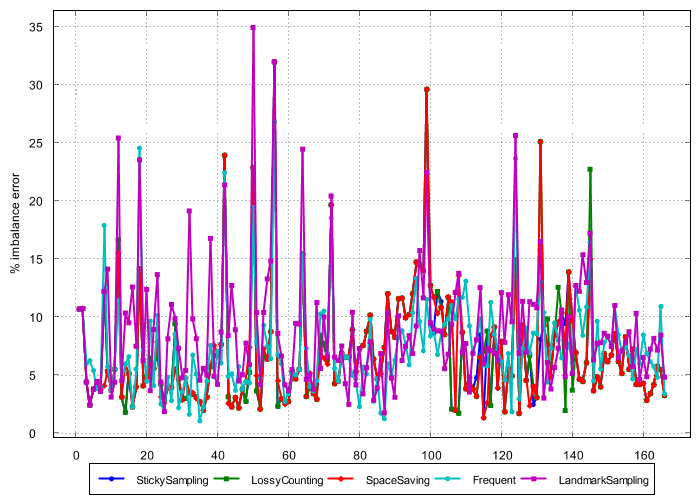 35
30
25
20
15
10
5
0
% imbalance error
0 20 40 60 80 100 120 140 160
StickySampling LossyCounting SpaceSaving Frequent LandmarkSampling